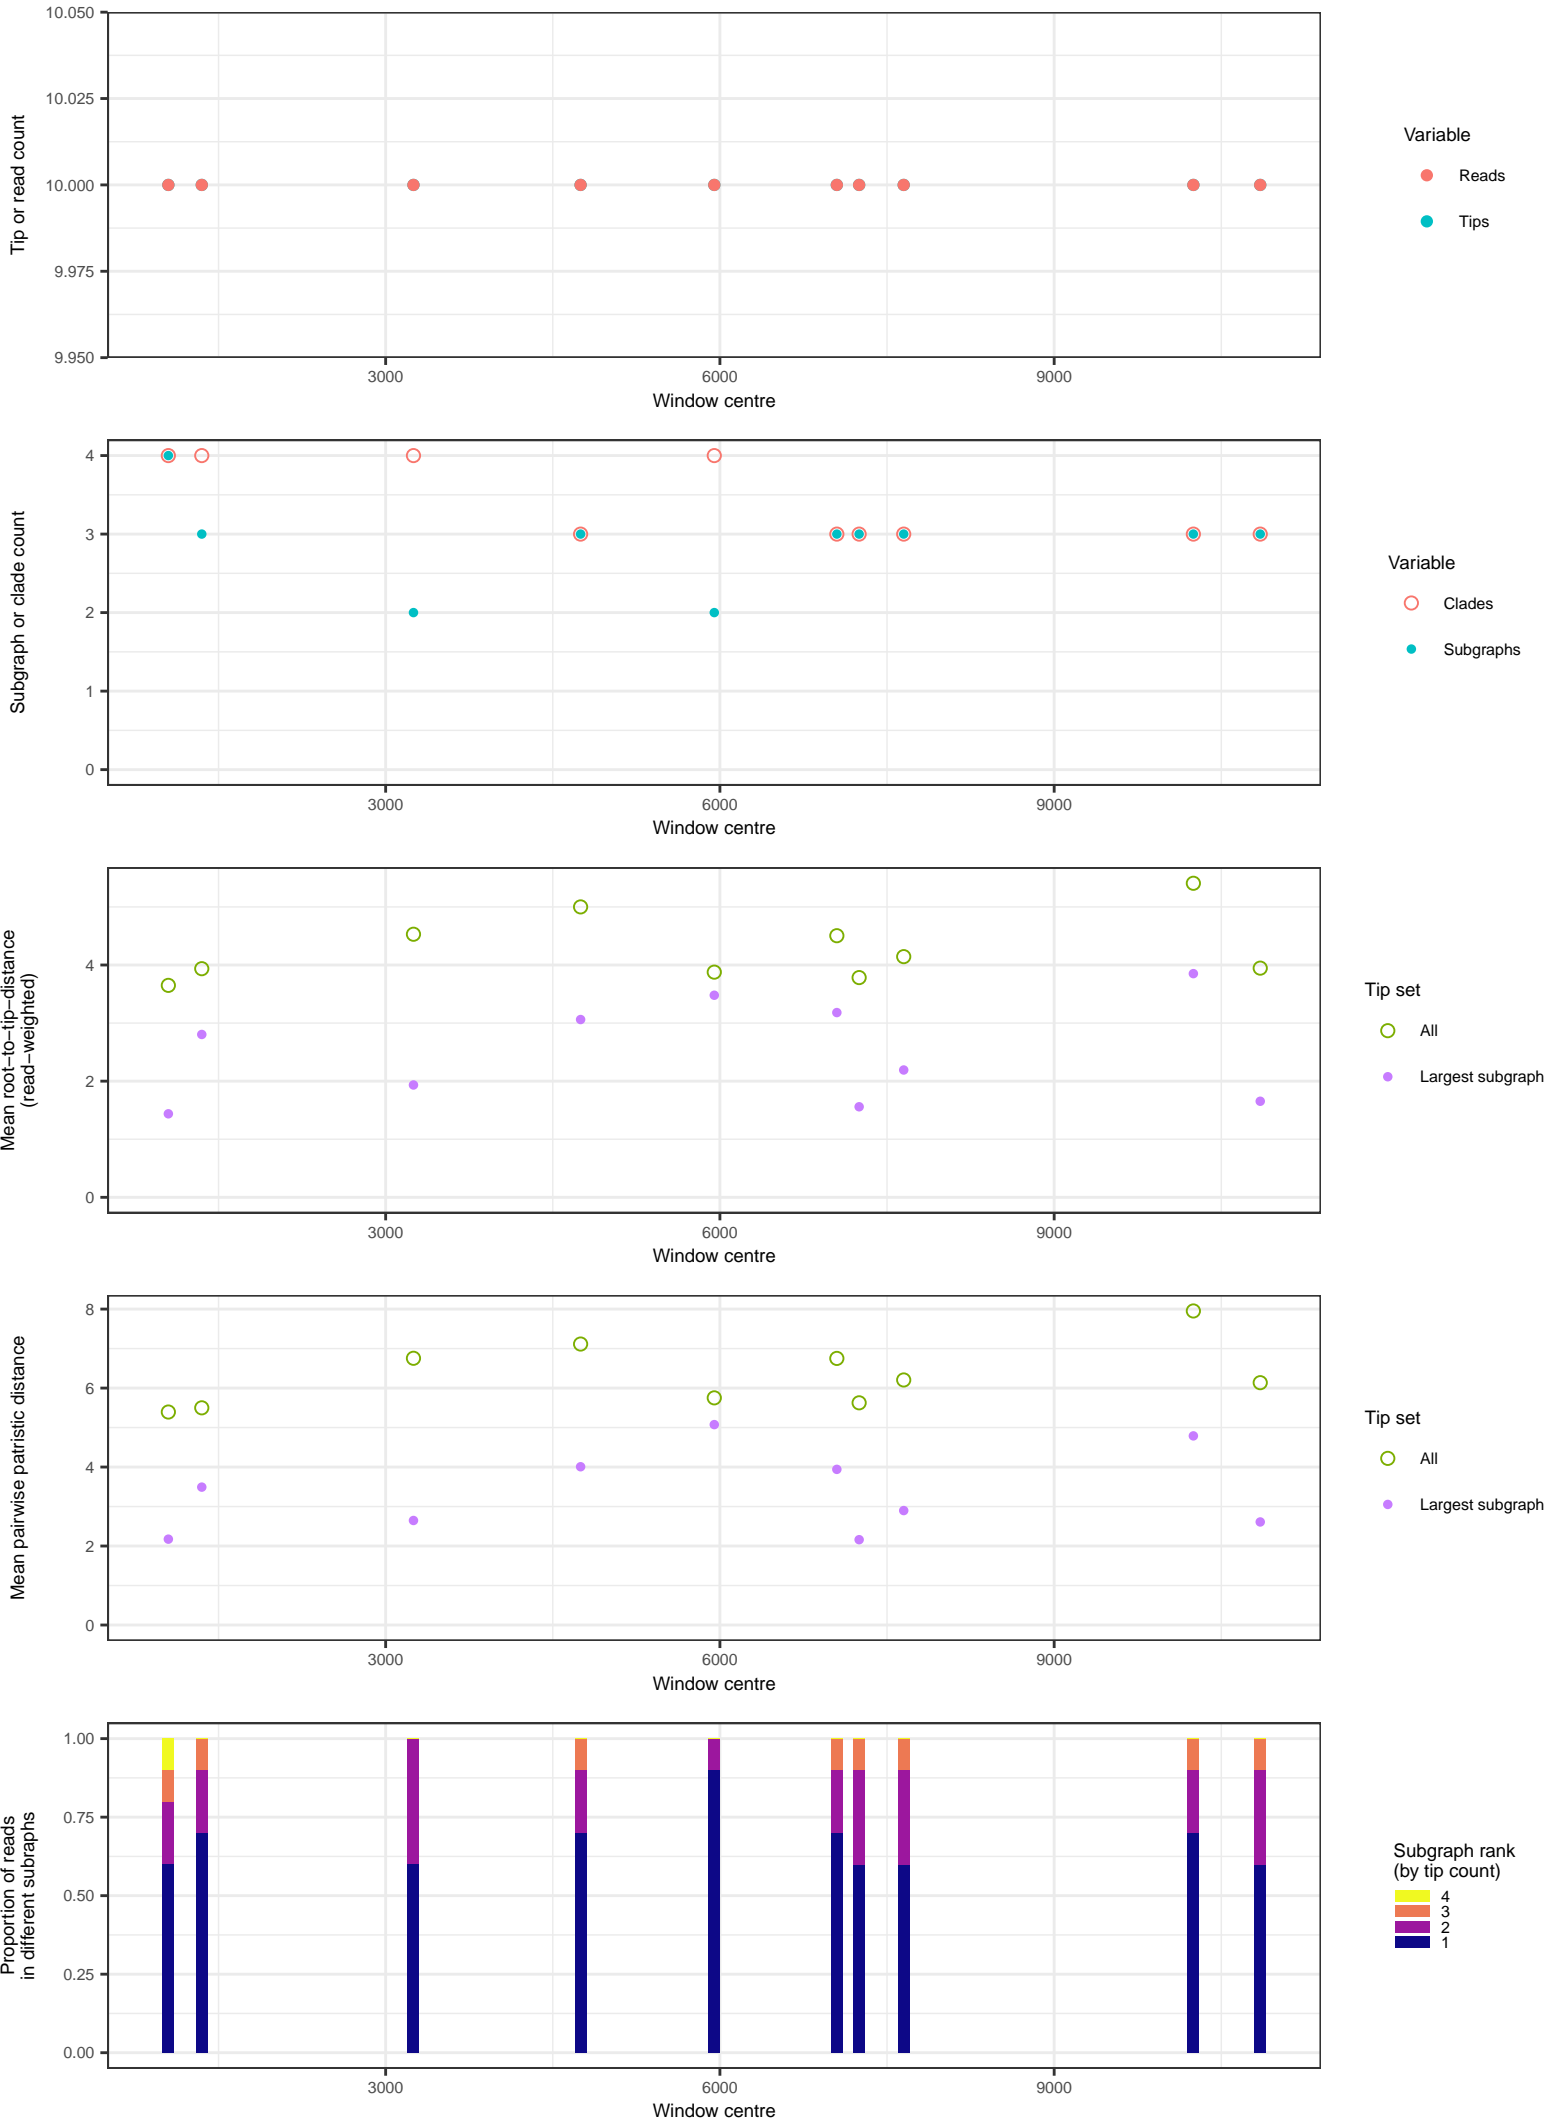 10.050
10.025
10.000
9.975
9.950
Tip or read count
3000
6000
9000
Window centre
Variable
Reads
Tips
4
3
2
1
0
Subgraph or clade count
3000
6000
9000
Window centre
Variable
Clades
Subgraphs
4
2
0
Mean root−to−tip−distance
(read−weighted)
3000
6000
9000
Window centre
Tip set
All
Largest subgraph
8
6
4
2
0
Mean pairwise patristic distance
3000
6000
9000
Window centre
Tip set
All
Largest subgraph
1.00
0.75
0.50
0.25
0.00
Proportion of reads
in different subraphs
3000
6000
9000
Window centre
Subgraph rank
(by tip count)
4
3
2
1